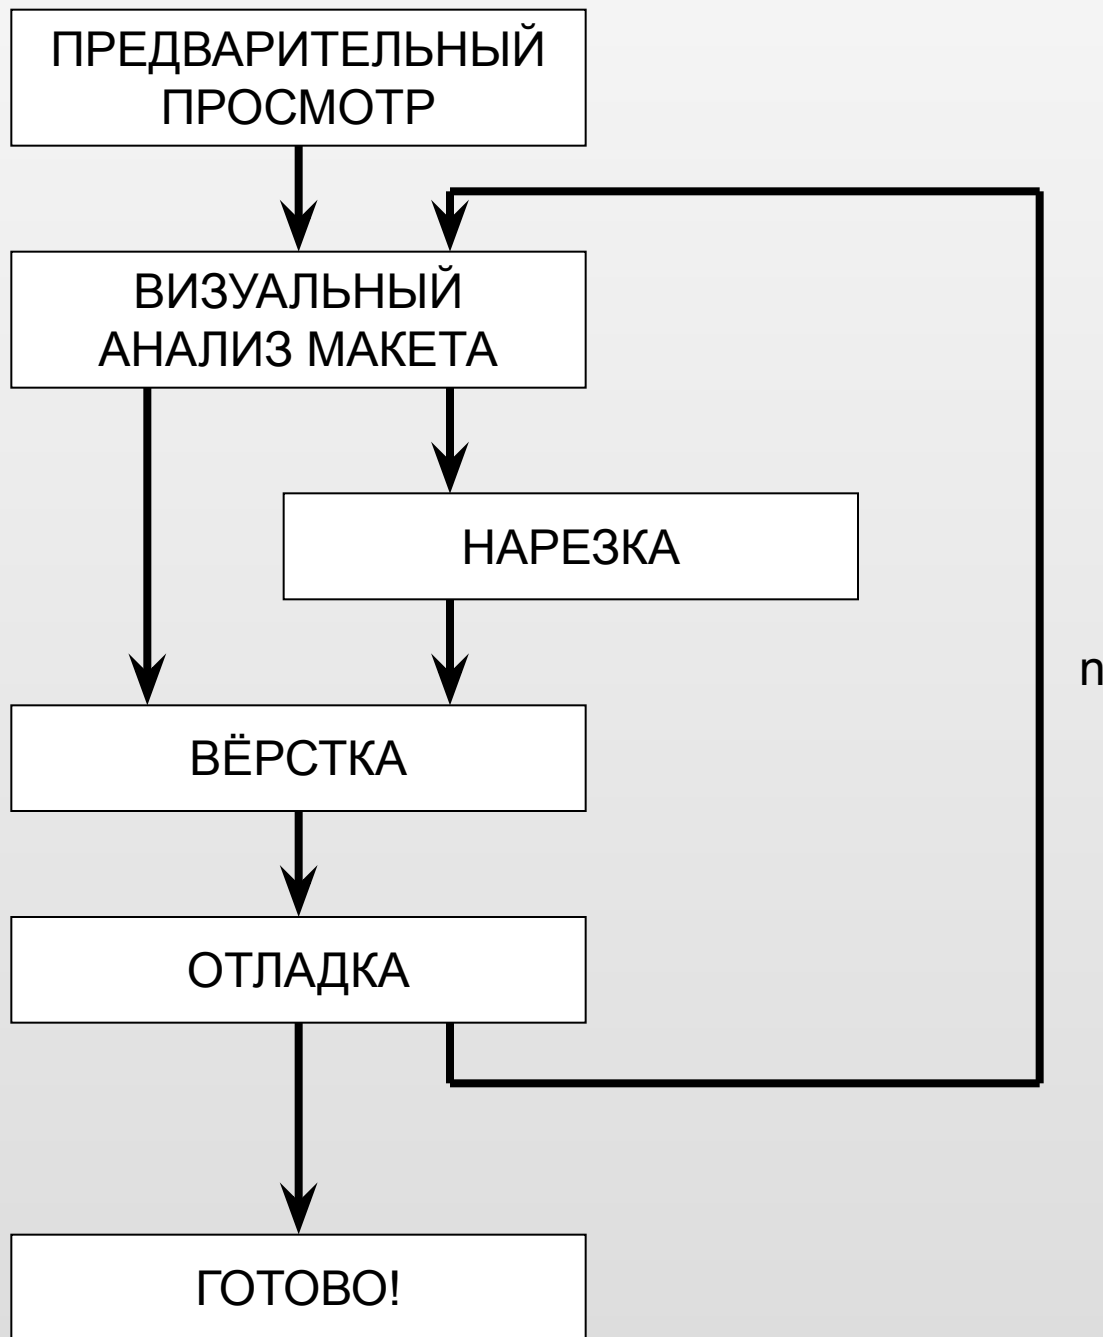 ПРЕДВАРИТЕЛЬНЫЙ
ПРОСМОТР
ВИЗУАЛЬНЫЙ
АНАЛИЗ МАКЕТА
НАРЕЗКА
n
ВЁРСТКА
ОТЛАДКА
ГОТОВО!